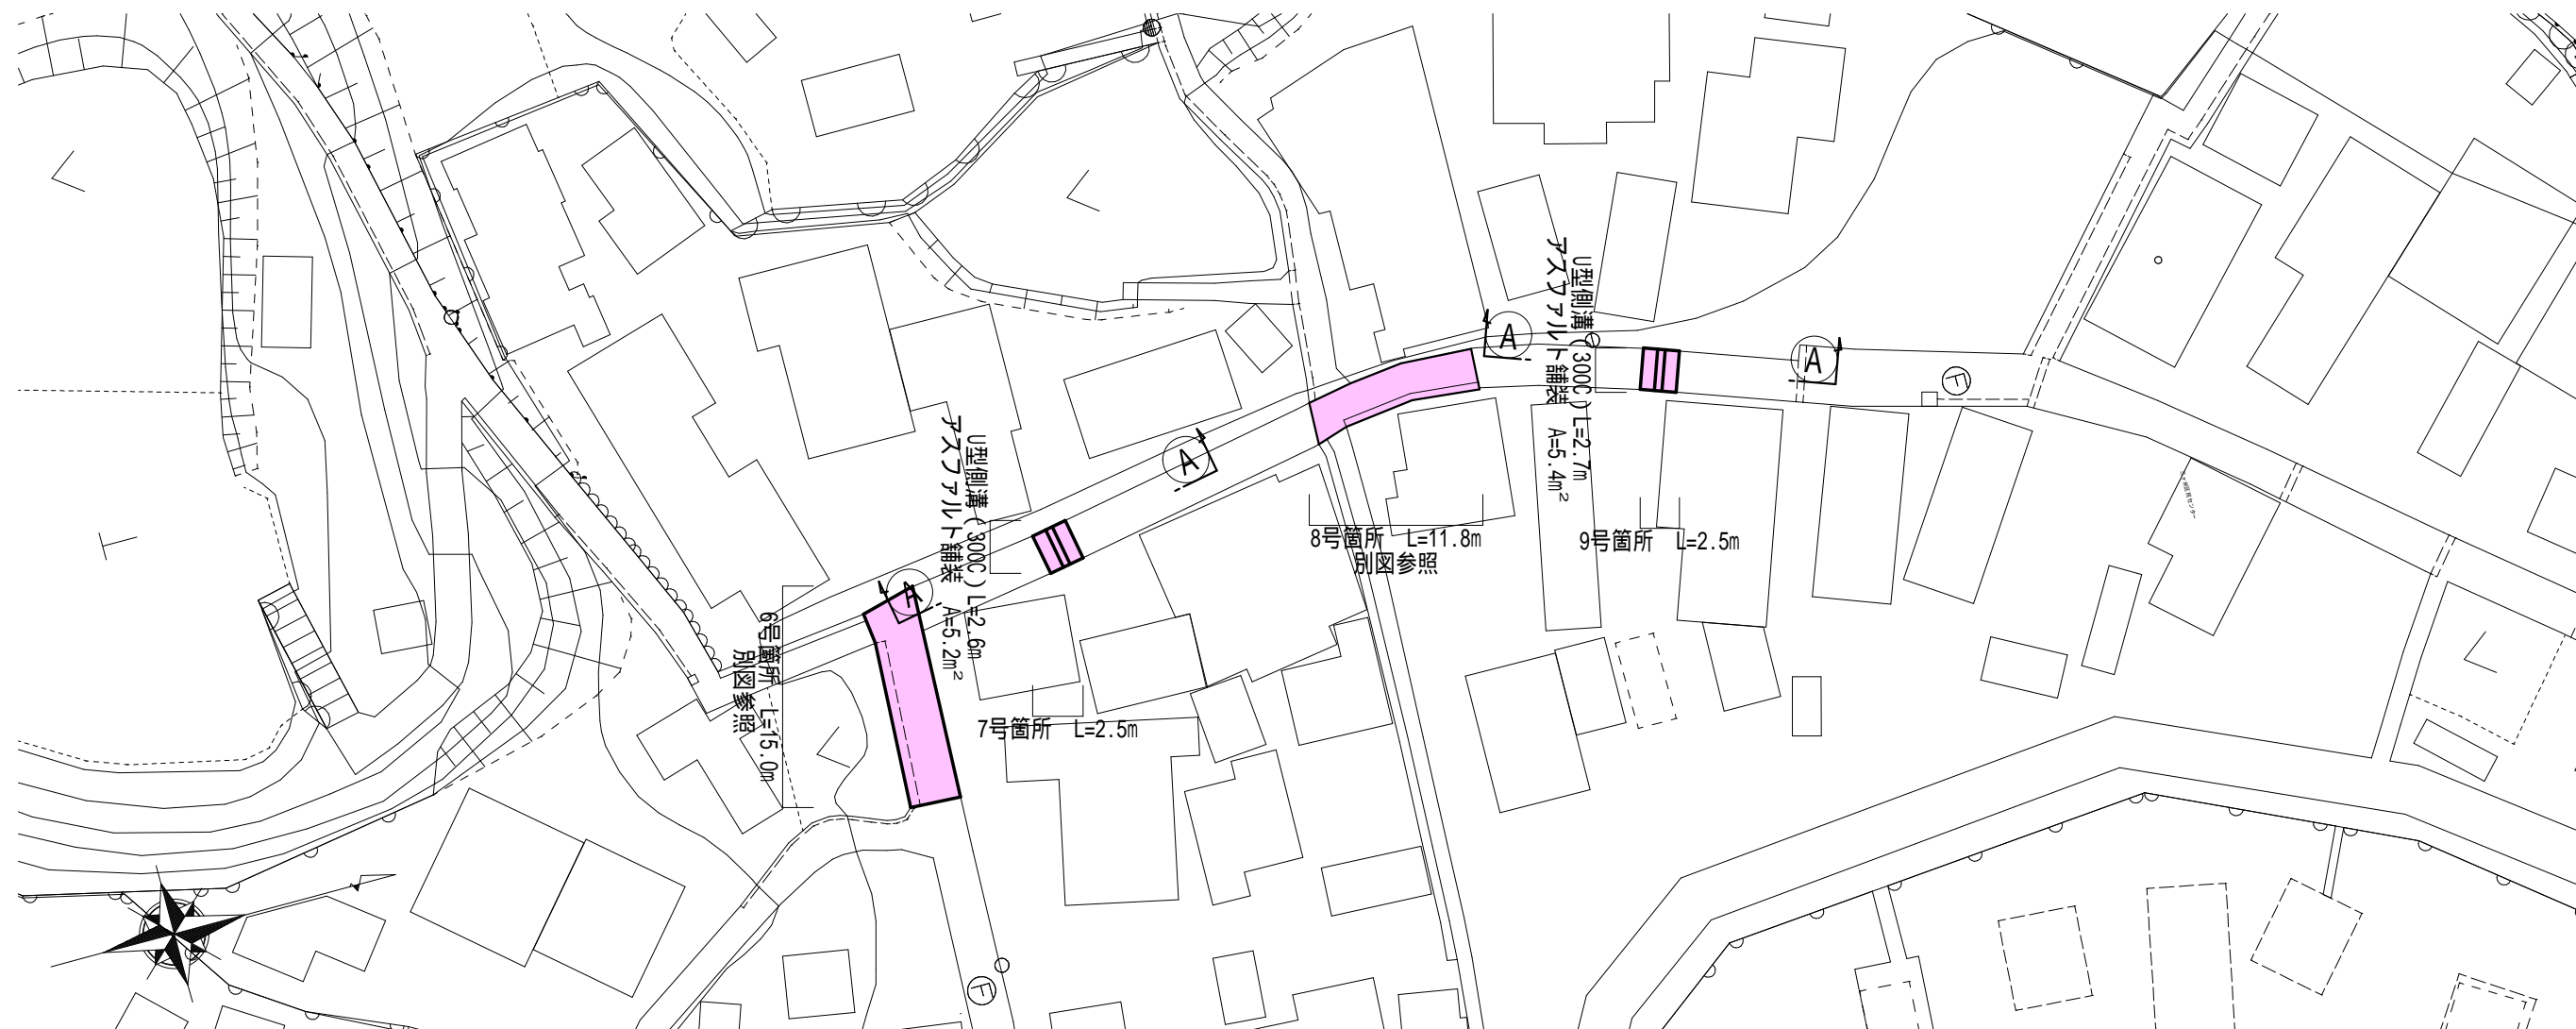 U型側溝(300C)L=2.7m
アスファルト舗装　A=5.4m²
A
A
A
A
F
U型側溝(300C)L=2.6m
アスファルト舗装　A=5.2m²
8号箇所　L=11.8m
別図参照
9号箇所　L=2.5m
6号箇所　L=15.0m
別図参照
7号箇所　L=2.5m
F